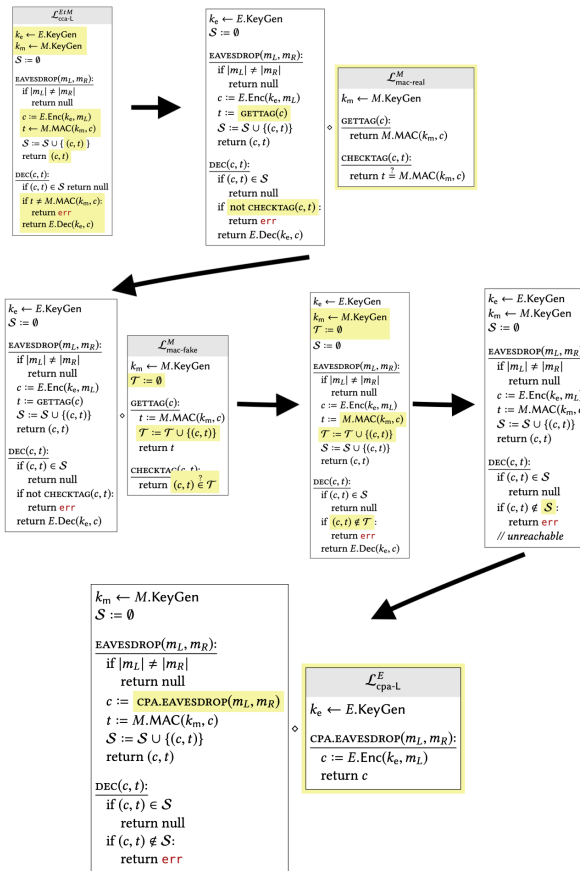 𝓛^{EtM}_{cca-L}
k_e ← E.KeyGen
k_m ← M.KeyGen
𝒮 := ∅
EAVESDROP(m_L, m_R):
if |m_L| ≠ |m_R|
return null
c := E.Enc(k_e, m_L)
t ← M.MAC(k_m, c)
𝒮 := 𝒮 ∪ { (c, t) }
return (c, t)
DEC(c, t):
if (c, t) ∈ 𝒮 return null
if t ≠ M.MAC(k_m, c):
return err
return E.Dec(k_e, c)
k_e ← E.KeyGen
𝒮 := ∅
EAVESDROP(m_L, m_R):
if |m_L| ≠ |m_R|
return null
c := E.Enc(k_e, m_L)
t := GETTAG(c)
𝒮 := 𝒮 ∪ {(c, t)}
return (c, t)
DEC(c, t):
if (c, t) ∈ 𝒮
return null
if not CHECKTAG(c, t):
return err
return E.Dec(k_e, c)
⋄
𝓛^M_{mac-real}
k_m ← M.KeyGen
GETTAG(c):
return M.MAC(k_m, c)
CHECKTAG(c, t):
return t ≟ M.MAC(k_m, c)
k_e ← E.KeyGen
𝒮 := ∅
EAVESDROP(m_L, m_R):
if |m_L| ≠ |m_R|
return null
c := E.Enc(k_e, m_L)
t := GETTAG(c)
𝒮 := 𝒮 ∪ {(c, t)}
return (c, t)
DEC(c, t):
if (c, t) ∈ 𝒮
return null
if not CHECKTAG(c, t):
return err
return E.Dec(k_e, c)
⋄
𝓛^M_{mac-fake}
k_m ← M.KeyGen
𝒯 := ∅
GETTAG(c):
t := M.MAC(k_m, c)
𝒯 := 𝒯 ∪ {(c, t)}
return t
CHECKTAG(c, t):
return (c, t) ∈? 𝒯
k_e ← E.KeyGen
k_m ← M.KeyGen
𝒯 := ∅
𝒮 := ∅
EAVESDROP(m_L, m_R):
if |m_L| ≠ |m_R|
return null
c := E.Enc(k_e, m_L)
t := M.MAC(k_m, c)
𝒯 := 𝒯 ∪ {(c, t)}
𝒮 := 𝒮 ∪ {(c, t)}
return (c, t)
DEC(c, t):
if (c, t) ∈ 𝒮
return null
if (c, t) ∉ 𝒯 :
return err
return E.Dec(k_e, c)
k_e ← E.KeyGen
k_m ← M.KeyGen
𝒮 := ∅
EAVESDROP(m_L, m_R
if |m_L| ≠ |m_R|
return null
c := E.Enc(k_e, m_L
t := M.MAC(k_m, c
𝒮 := 𝒮 ∪ {(c, t)}
return (c, t)
DEC(c, t):
if (c, t) ∈ 𝒮
return null
if (c, t) ∉ 𝒮 :
return err
// unreachable
k_m ← M.KeyGen
𝒮 := ∅
EAVESDROP(m_L, m_R):
if |m_L| ≠ |m_R|
return null
c := CPA.EAVESDROP(m_L, m_R)
t := M.MAC(k_m, c)
𝒮 := 𝒮 ∪ {(c, t)}
return (c, t)
DEC(c, t):
if (c, t) ∈ 𝒮
return null
if (c, t) ∉ 𝒮:
return err
⋄
𝓛^E_{cpa-L}
k_e ← E.KeyGen
CPA.EAVESDROP(m_L, m_R):
c := E.Enc(k_e, m_L)
return c